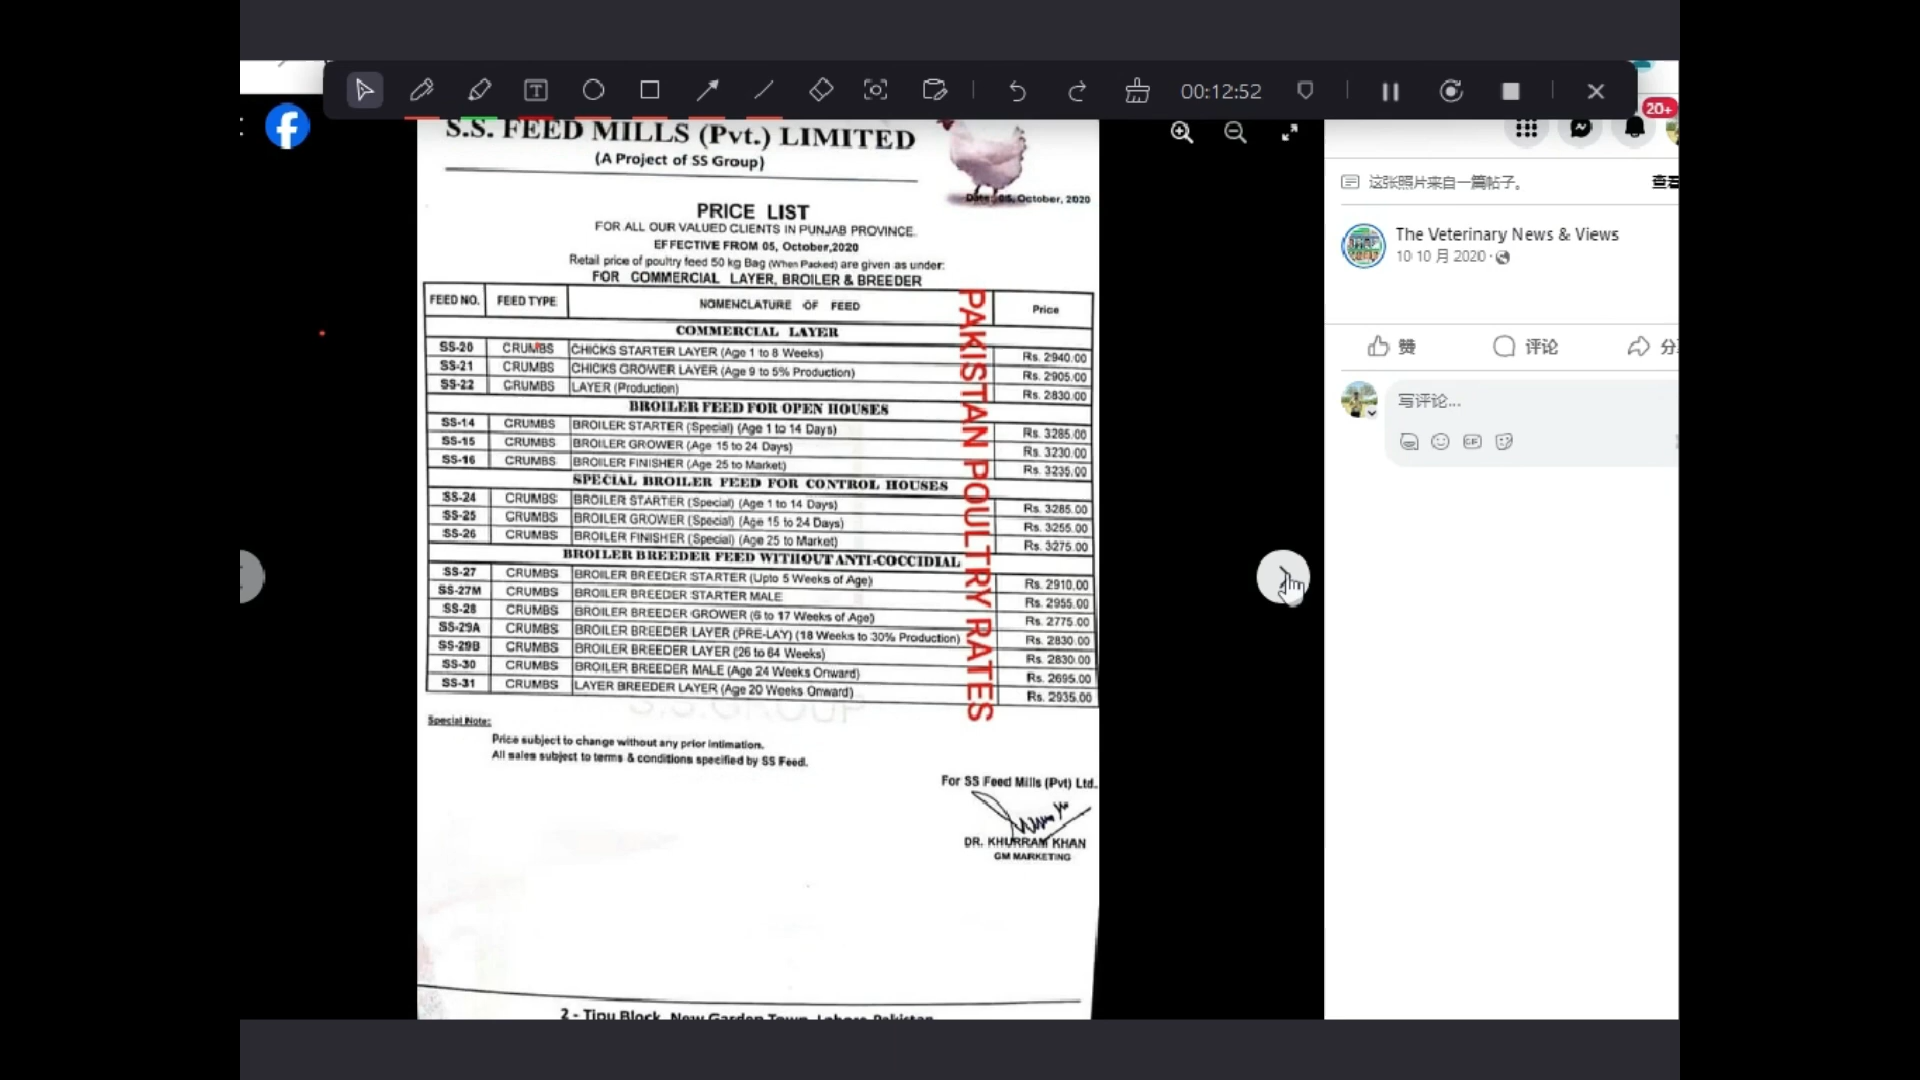 00:12:52
20+
S.S. FEED MILLS (Pvt.) LIMITED
(A Project of SS Group)
Date: 05, October, 2020
PRICE LIST
FOR ALL OUR VALUED CLIENTS IN PUNJAB PROVINCE.
EFFECTIVE FROM 05, October,2020
Retail price of poultry feed 50 kg Bag (When Packed) are given as under:
FOR COMMERCIAL LAYER, BROILER & BREEDER
FEED NO. FEED TYPE NOMENCLATURE OF FEED Price
COMMERCIAL LAYER
SS-20 CRUMBS CHICKS STARTER LAYER (Age 1 to 8 Weeks) Rs. 2940.00
SS-21 CRUMBS CHICKS GROWER LAYER (Age 9 to 5% Production) Rs. 2905.00
SS-22 CRUMBS LAYER (Production) Rs. 2830.00
BROILER FEED FOR OPEN HOUSES
SS-14 CRUMBS BROILER STARTER (Special) (Age 1 to 14 Days) Rs. 3285.00
SS-15 CRUMBS BROILER GROWER (Age 15 to 24 Days) Rs. 3230.00
SS-16 CRUMBS BROILER FINISHER (Age 25 to Market) Rs. 3235.00
SPECIAL BROILER FEED FOR CONTROL HOUSES
SS-24 CRUMBS BROILER STARTER (Special) (Age 1 to 14 Days) Rs. 3285.00
SS-25 CRUMBS BROILER GROWER (Special) (Age 15 to 24 Days) Rs. 3255.00
SS-26 CRUMBS BROILER FINISHER (Special) (Age 25 to Market) Rs. 3275.00
BROILER BREEDER FEED WITHOUT ANTI-COCCIDIAL
SS-27 CRUMBS BROILER BREEDER STARTER (Upto 5 Weeks of Age) Rs. 2910.00
SS-27M CRUMBS BROILER BREEDER STARTER MALE Rs. 2955.00
SS-28 CRUMBS BROILER BREEDER GROWER (6 to 17 Weeks of Age) Rs. 2775.00
SS-29A CRUMBS BROILER BREEDER LAYER (PRE-LAY) (18 Weeks to 30% Production) Rs. 2830.00
SS-29B CRUMBS BROILER BREEDER LAYER (26 to 64 Weeks) Rs. 2830.00
SS-30 CRUMBS BROILER BREEDER MALE (Age 24 Weeks Onward) Rs. 2695.00
SS-31 CRUMBS LAYER BREEDER LAYER (Age 20 Weeks Onward) Rs. 2935.00
PAKISTAN POULTRY RATES
S.S.GROUP
Special Note:
Price subject to change without any prior intimation.
All sales subject to terms & conditions specified by SS Feed.
For SS Feed Mills (Pvt) Ltd.
DR. KHURRAM KHAN
GM MARKETING
2 - Tipu Block, New Garden Town, Lahore Pakistan
这张照片来自一篇帖子。
查看
The Veterinary News & Views
10 10 月 2020 ·
赞
评论
分
写评论...
GIF